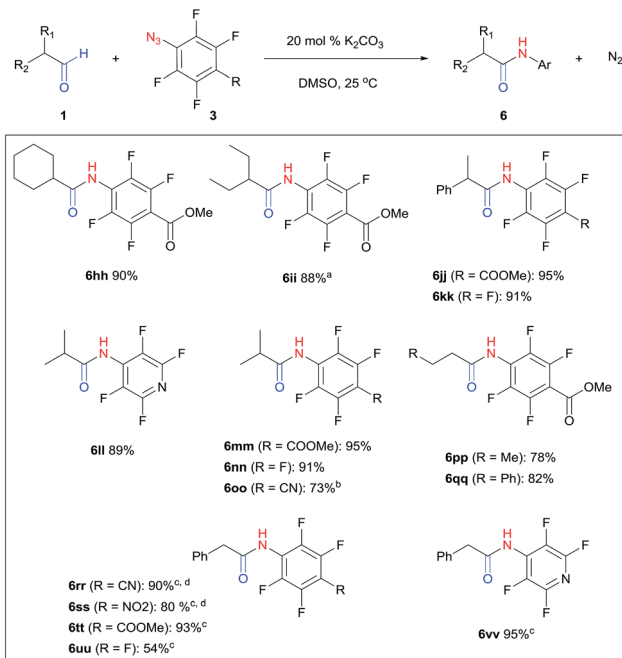 R1
R2
H
O
1
+
N3
F
F
F
F
R
3
20 mol % K2CO3
DMSO, 25 °C
R1
R2
H
N
Ar
O
6
+
N2
H
N
O
F
F
F
F
OMe
O
6hh 90%
H
N
O
F
F
F
F
OMe
O
6ii 88%a
Ph
H
N
O
F
F
F
F
R
6jj (R = COOMe): 95%
6kk (R = F): 91%
H
N
O
F
F
F
F
N
6ll 89%
H
N
O
F
F
F
F
R
6mm (R = COOMe): 95%
6nn (R = F): 91%
6oo (R = CN): 73%b
R
H
N
O
F
F
F
F
OMe
O
6pp (R = Me): 78%
6qq (R = Ph): 82%
Ph
H
N
O
F
F
F
F
R
6rr (R = CN): 90%c, d
6ss (R = NO2): 80 %c, d
6tt (R = COOMe): 93%c
6uu (R = F): 54%c
Ph
H
N
O
F
F
F
F
N
6vv 95%c